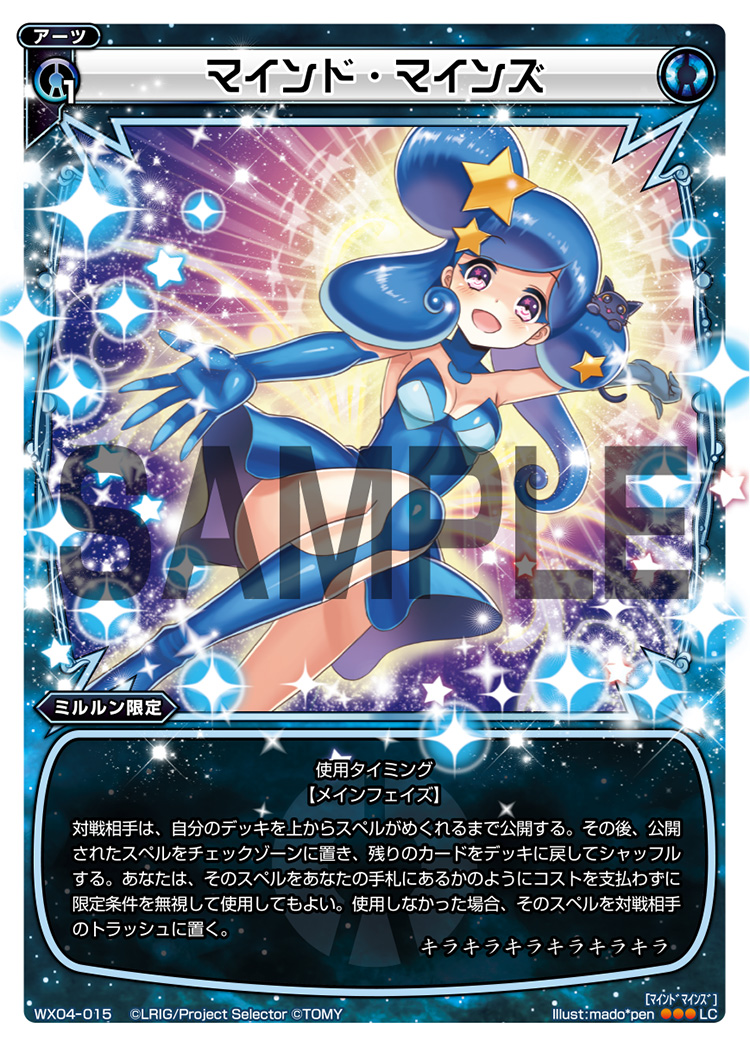 アーツ
1
マインド・マインズ
SAMPLE
ミルルン限定
使用タイミング
【メインフェイズ】
対戦相手は、自分のデッキを上からスペルがめくれるまで公開する。その後、公開
されたスペルをチェックゾーンに置き、残りのカードをデッキに戻してシャッフル
する。あなたは、そのスペルをあなたの手札にあるかのようにコストを支払わずに
限定条件を無視して使用してもよい。使用しなかった場合、そのスペルを対戦相手
のトラッシュに置く。
キラキラキラキラキラキラ
[マインド マインズ]
WX04-015 ©LRIG/Project Selector ©TOMY Illust:mado*pen LC